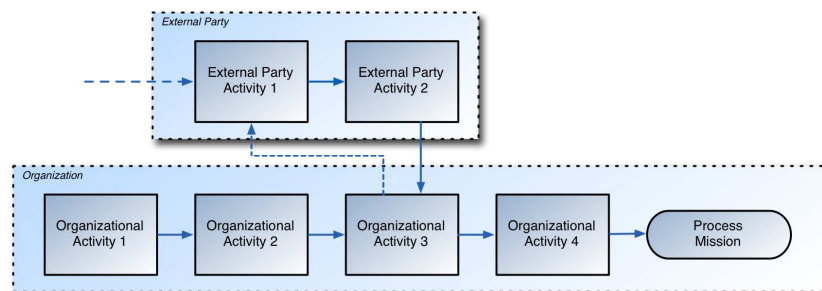 External Party
External Party
Activity 1
External Party
Activity 2
Organization
Organizational
Activity 1
Organizational
Activity 2
Organizational
Activity 3
Organizational
Activity 4
Process
Mission